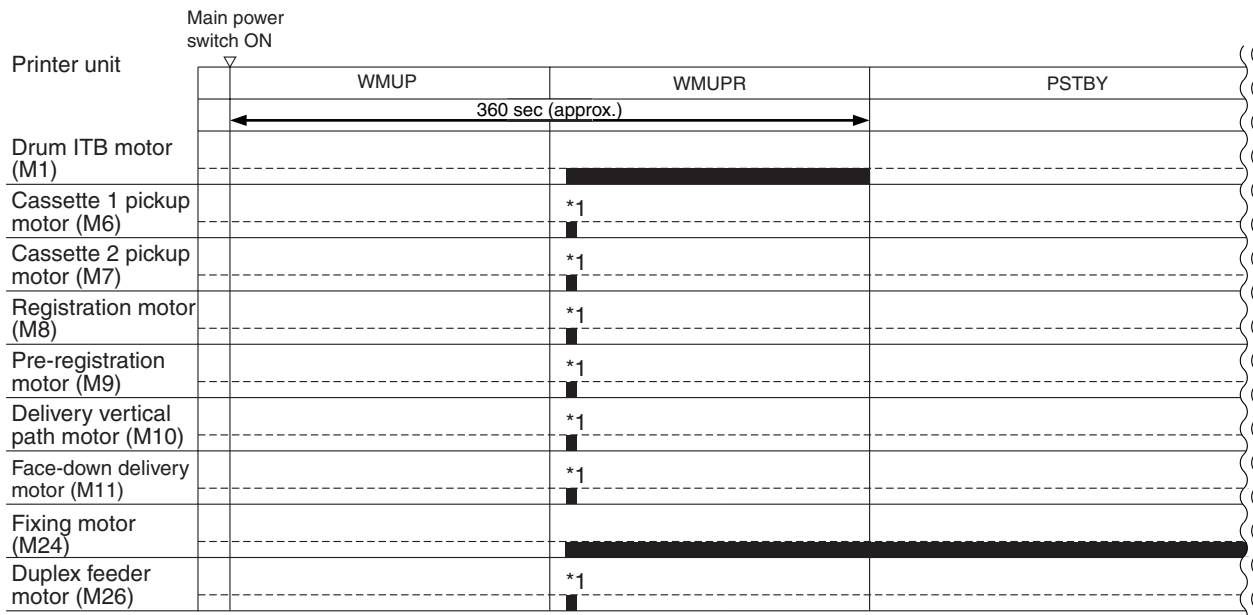 Main power
switch ON
Printer unit
WMUP WMUPR PSTBY
360 sec (approx.)
Drum ITB motor
(M1)
Cassette 1 pickup
motor (M6)
*1
Cassette 2 pickup
motor (M7)
*1
Registration motor
(M8)
*1
Pre-registration
motor (M9)
*1
Delivery vertical
path motor (M10)
*1
Face-down delivery
motor (M11)
*1
Fixing motor
(M24)
Duplex feeder
motor (M26)
*1